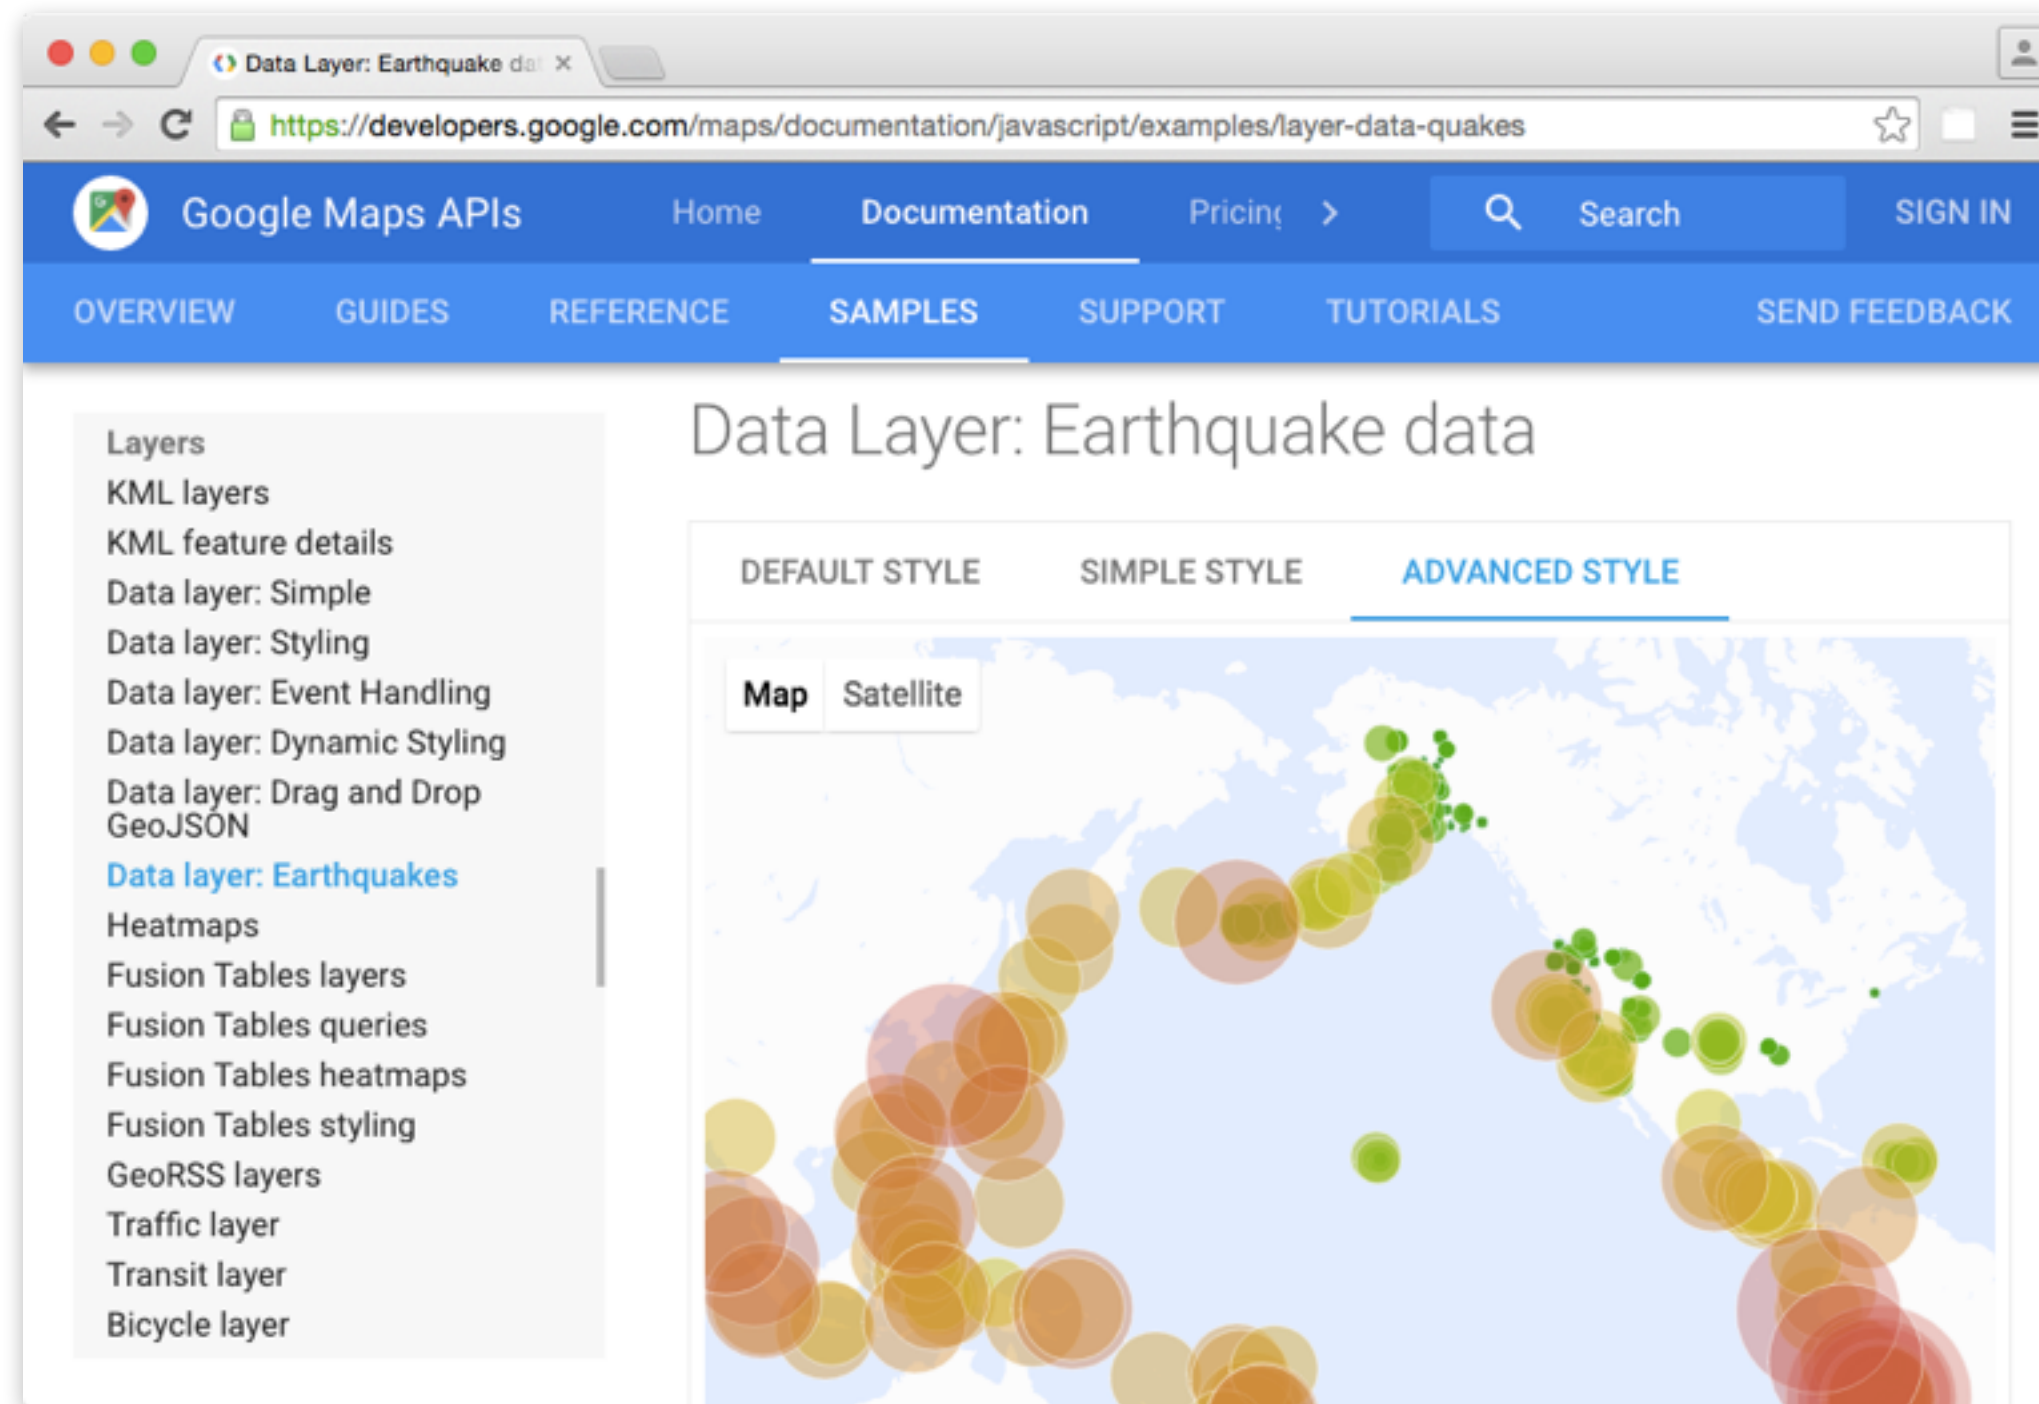 Data Layer: Earthquake dat
https://developers.google.com/maps/documentation/javascript/examples/layer-data-quakes
Google Maps APIs Home Documentation Pricing Search SIGN IN
OVERVIEW GUIDES REFERENCE SAMPLES SUPPORT TUTORIALS SEND FEEDBACK
Layers
KML layers
KML feature details
Data layer: Simple
Data layer: Styling
Data layer: Event Handling
Data layer: Dynamic Styling
Data layer: Drag and Drop
GeoJSON
Data layer: Earthquakes
Heatmaps
Fusion Tables layers
Fusion Tables queries
Fusion Tables heatmaps
Fusion Tables styling
GeoRSS layers
Traffic layer
Transit layer
Bicycle layer
Data Layer: Earthquake data
DEFAULT STYLE SIMPLE STYLE ADVANCED STYLE
Map Satellite